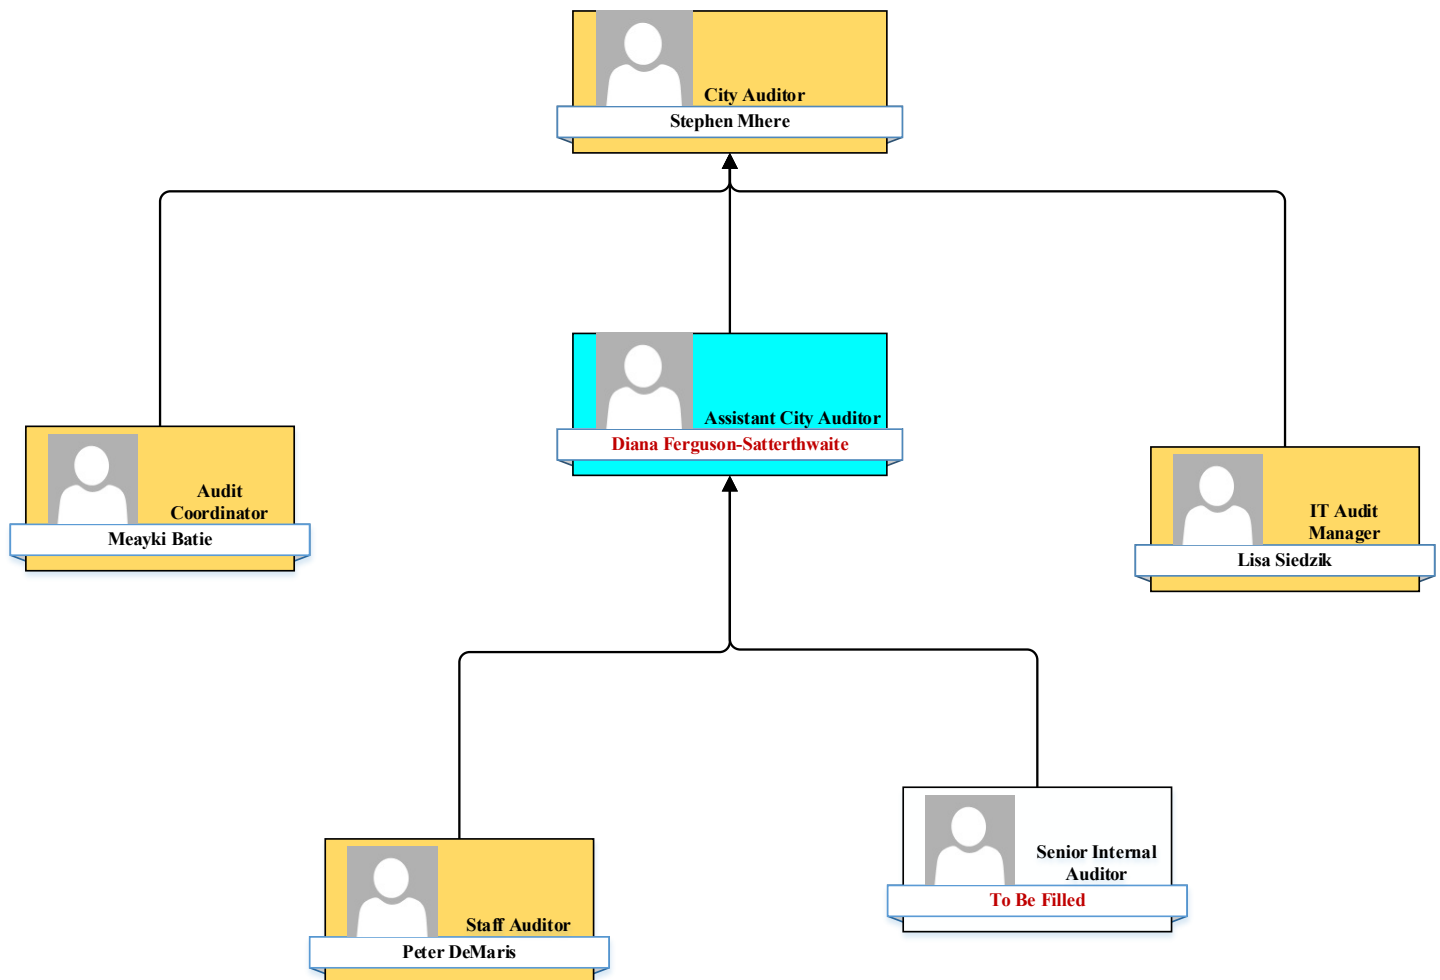 City Auditor
Stephen Mhere
Assistant City Auditor
Diana Ferguson-Satterthwaite
Audit
Coordinator
Meayki Batie
IT Audit
Manager
Lisa Siedzik
Senior Internal
Auditor
To Be Filled
Staff Auditor
Peter DeMaris